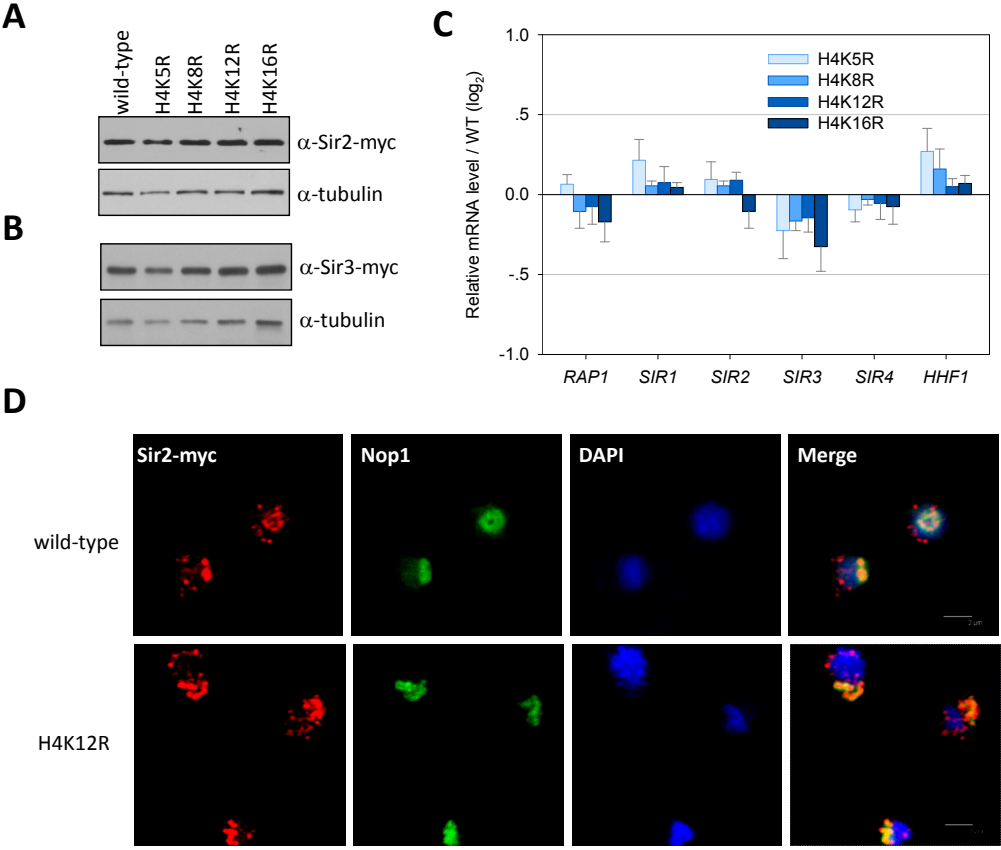 A
wild-type
H4K5R
H4K8R
H4K12R
H4K16R
α-Sir2-myc
α-tubulin
B
α-Sir3-myc
α-tubulin
C
Relative mRNA level / WT (log2)
1.0
.5
0.0
-.5
-1.0
H4K5R
H4K8R
H4K12R
H4K16R
RAP1 SIR1 SIR2 SIR3 SIR4 HHF1
D
Sir2-myc Nop1 DAPI Merge
wild-type
H4K12R